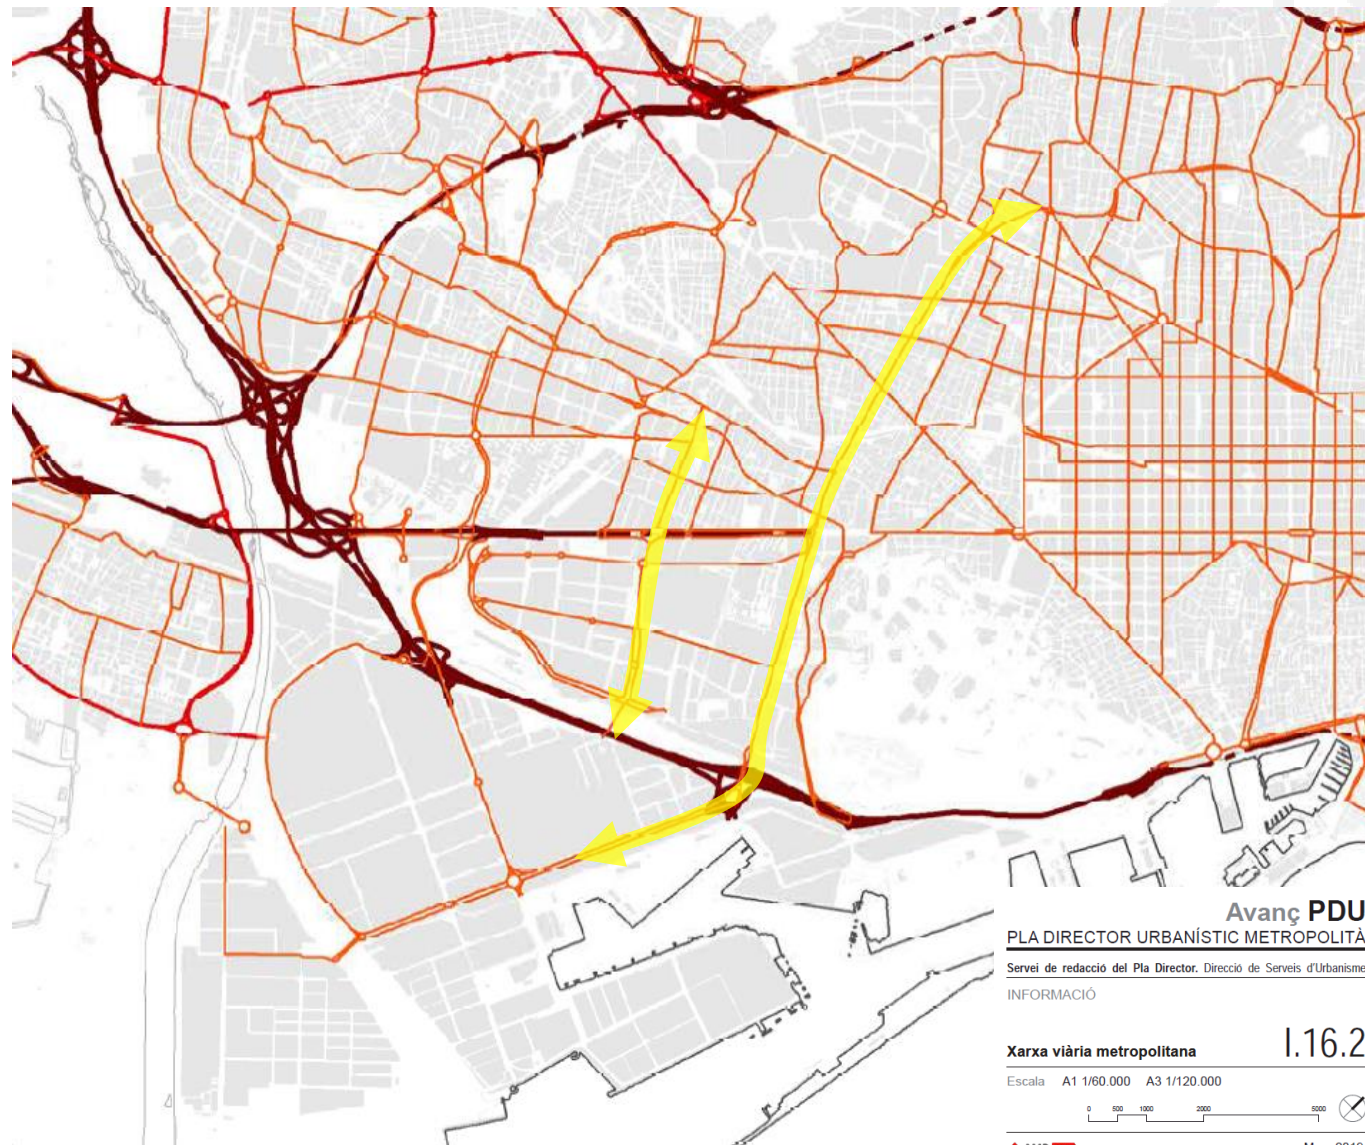 Avanç PDU
PLA DIRECTOR URBANÍSTIC METROPOLITÀ
Servei de redacció del Pla Director. Direcció de Serveis d'Urbanisme
INFORMACIÓ
Xarxa viària metropolitana I.16.2
Escala A1 1/60.000 A3 1/120.000
0 500 1000 2000 5000